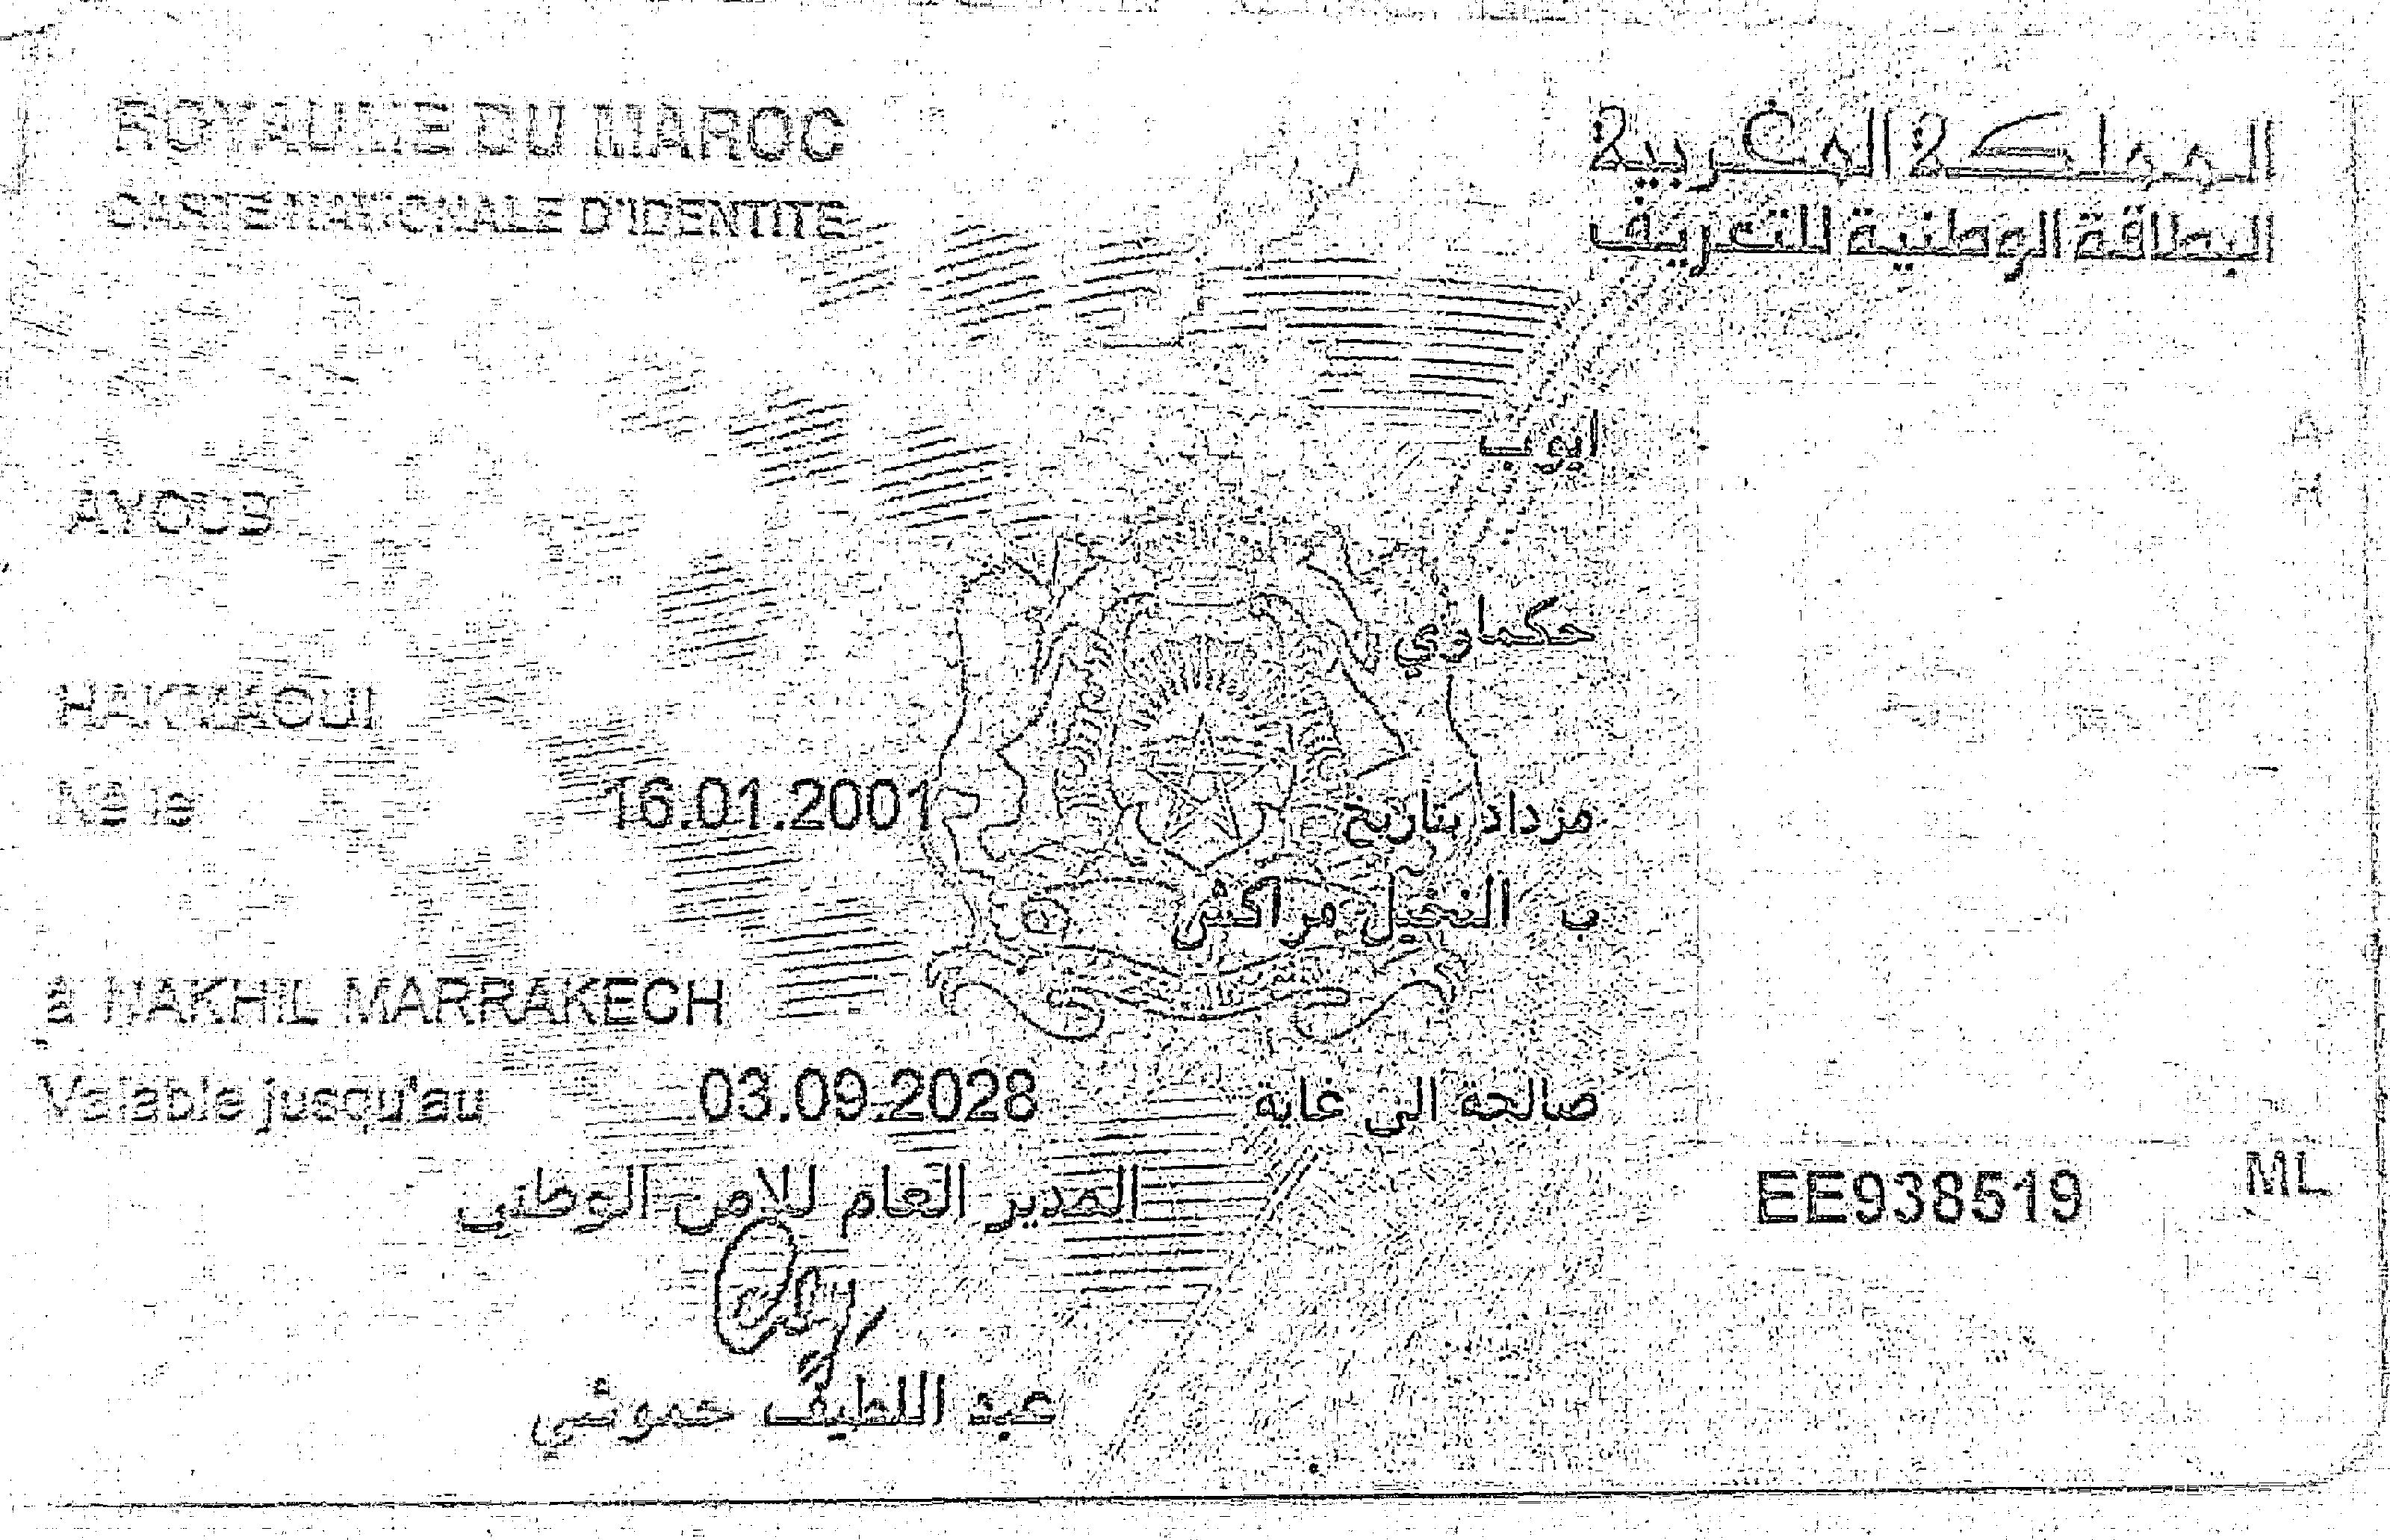 ROYAUME DU MAROC
المملكة المغربية
CARTE NATIONALE D'IDENTITE
البطاقة الوطنية للتعريف
ايوب
AYOUB
حكماوي
HAKMAOUI
Né le 16.01.2001 مزداد بتاريخ
ب النخيل مراكش
à NAKHIL MARRAKECH
Valable jusqu'au 03.09.2028 صالحة الى غاية
المدير العام للامن الوطني
EE938519
ML
عبد اللطيف حموشي